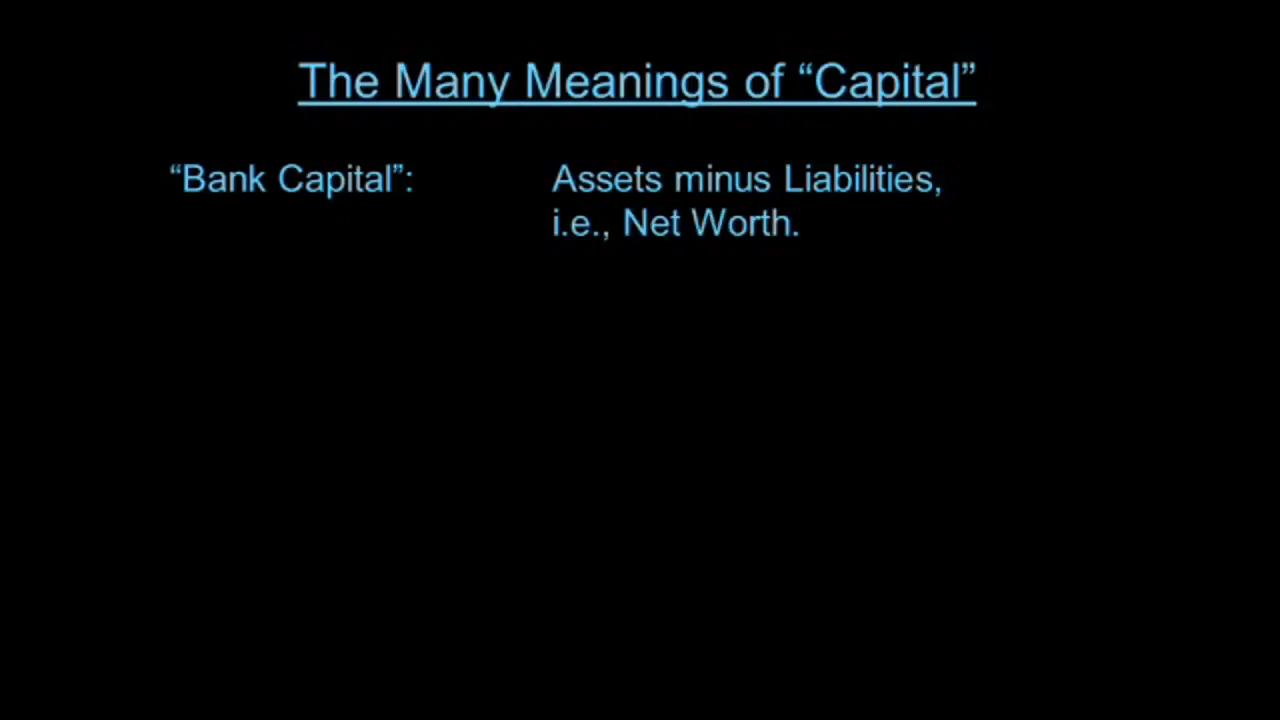 The Many Meanings of “Capital”
“Bank Capital”: Assets minus Liabilities,
i.e., Net Worth.